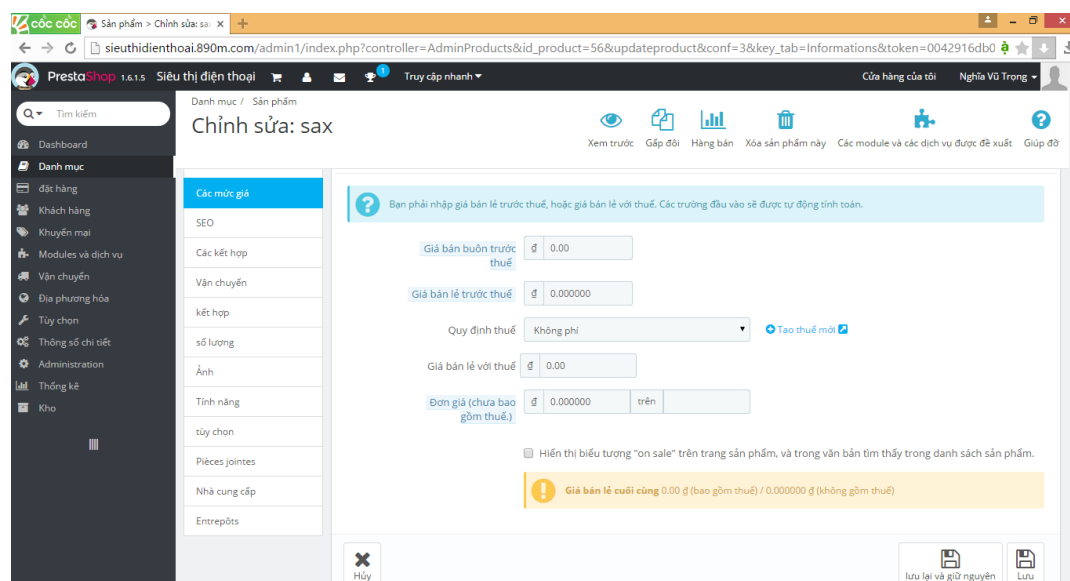 cốc cốc
Sản phẩm > Chỉnh sửa: sa
sieuthidienthoai.890m.com/admin1/index.php?controller=AdminProducts&id_product=56&updateproduct&conf=3&key_tab=Informations&token=0042916db0
PrestaShop 1.6.1.5 Siêu thị điện thoại 1 Truy cập nhanh Cửa hàng của tôi Nghĩa Vũ Trọng
Tìm kiếm
Dashboard
Danh mục
đặt hàng
Khách hàng
Khuyến mại
Modules và dịch vụ
Vận chuyển
Địa phương hóa
Tùy chọn
Thông số chi tiết
Administration
Thống kê
Kho
Danh mục / Sản phẩm
Chỉnh sửa: sax
Xem trước Gấp đôi Hàng bán Xóa sản phẩm này Các module và các dịch vụ được đề xuất Giúp đỡ
Các mức giá
SEO
Các kết hợp
Vận chuyển
kết hợp
số lượng
Ảnh
Tính năng
tùy chọn
Pièces jointes
Nhà cung cấp
Entrepôts
Bạn phải nhập giá bán lẻ trước thuế, hoặc giá bán lẻ với thuế. Các trường đầu vào sẽ được tự động tính toán.
Giá bán buôn trước thuế ₫ 0.00
Giá bán lẻ trước thuế ₫ 0.000000
Quy định thuế Không phí Tạo thuế mới
Giá bán lẻ với thuế ₫ 0.00
Đơn giá (chưa bao gồm thuế.) ₫ 0.000000 trên
Hiển thị biểu tượng "on sale" trên trang sản phẩm, và trong văn bản tìm thấy trong danh sách sản phẩm.
Giá bán lẻ cuối cùng 0.00 ₫ (bao gồm thuế) / 0.000000 ₫ (không gồm thuế)
Hủy
lưu lại và giữ nguyên
Lưu